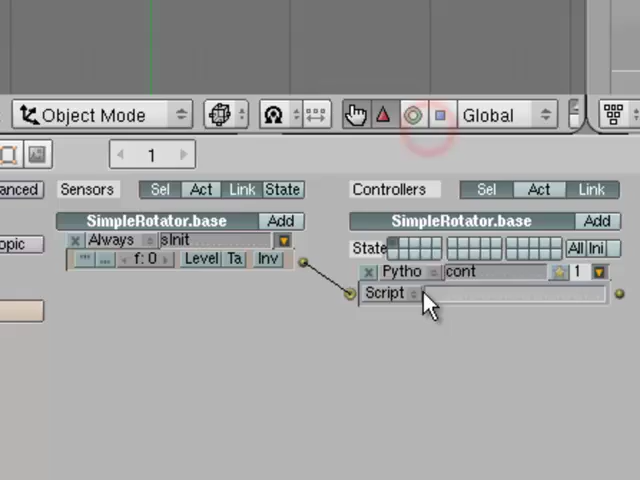 Object Mode Global
1
anced Sensors Sel Act Link State Controllers Sel Act Link
SimpleRotator.base Add SimpleRotator.base Add
opic Always sInit State All Ini
f: 0 Level Ta Inv Pytho cont 1
Script